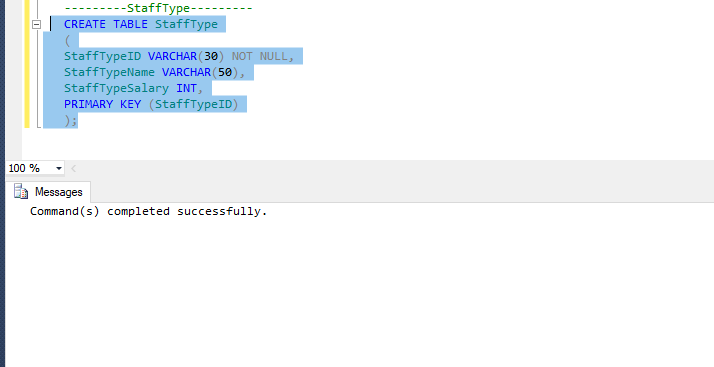 ---------StaffType---------
CREATE TABLE StaffType
(
StaffTypeID VARCHAR(30) NOT NULL,
StaffTypeName VARCHAR(50),
StaffTypeSalary INT,
PRIMARY KEY (StaffTypeID)
);
100 %
Messages
Command(s) completed successfully.